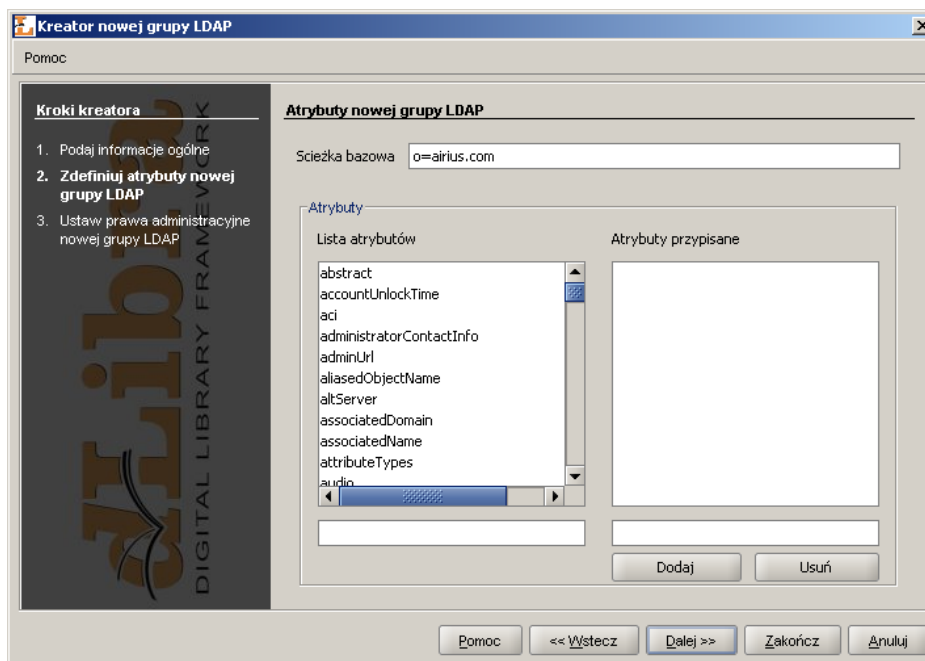 Kreator nowej grupy LDAP
Pomoc
Kroki kreatora
1. Podaj informacje ogólne
2. Zdefiniuj atrybuty nowej
grupy LDAP
3. Ustaw prawa administracyjne
nowej grupy LDAP
dLibra
DIGITAL LIBRARY FRAMEWORK
Atrybuty nowej grupy LDAP
Scieżka bazowa o=airius.com
Atrybuty
Lista atrybutów
abstract
accountUnlockTime
aci
administratorContactInfo
adminUrl
aliasedObjectName
altServer
associatedDomain
associatedName
attributeTypes
audio
Atrybuty przypisane
Dodaj Usuń
Pomoc << Wstecz Dalej >> Zakończ Anuluj